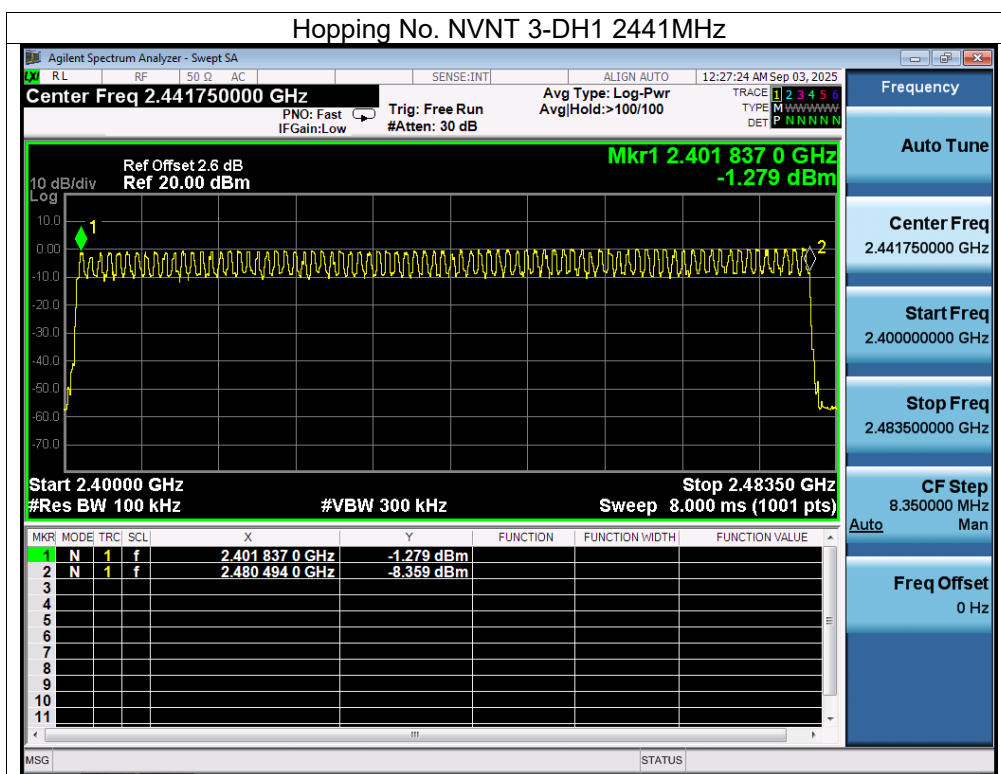 Hopping No. NVNT 3-DH1 2441MHz
Agilent Spectrum Analyzer - Swept SA
LXI RL RF 50 Ω AC SENSE:INT ALIGN AUTO 12:27:24 AM Sep 03, 2025
Center Freq 2.441750000 GHz
PNO: Fast
IFGain:Low
Trig: Free Run
#Atten: 30 dB
Avg Type: Log-Pwr
Avg|Hold:>100/100
TRACE 1 2 3 4 5 6
TYPE M W W W W W
DET P N N N N N
Mkr1 2.401 837 0 GHz
-1.279 dBm
Ref Offset 2.6 dB
10 dB/div Ref 20.00 dBm
Log
10.0
0.00
-10.0
-20.0
-30.0
-40.0
-50.0
-60.0
-70.0
1
2
Start 2.40000 GHz Stop 2.48350 GHz
#Res BW 100 kHz #VBW 300 kHz Sweep 8.000 ms (1001 pts)
MKR MODE TRC SCL X Y FUNCTION FUNCTION WIDTH FUNCTION VALUE
1 N 1 f 2.401 837 0 GHz -1.279 dBm
2 N 1 f 2.480 494 0 GHz -8.359 dBm
3
4
5
6
7
8
9
10
11
MSG STATUS
Frequency
Auto Tune
Center Freq
2.441750000 GHz
Start Freq
2.400000000 GHz
Stop Freq
2.483500000 GHz
CF Step
8.350000 MHz
Auto Man
Freq Offset
0 Hz